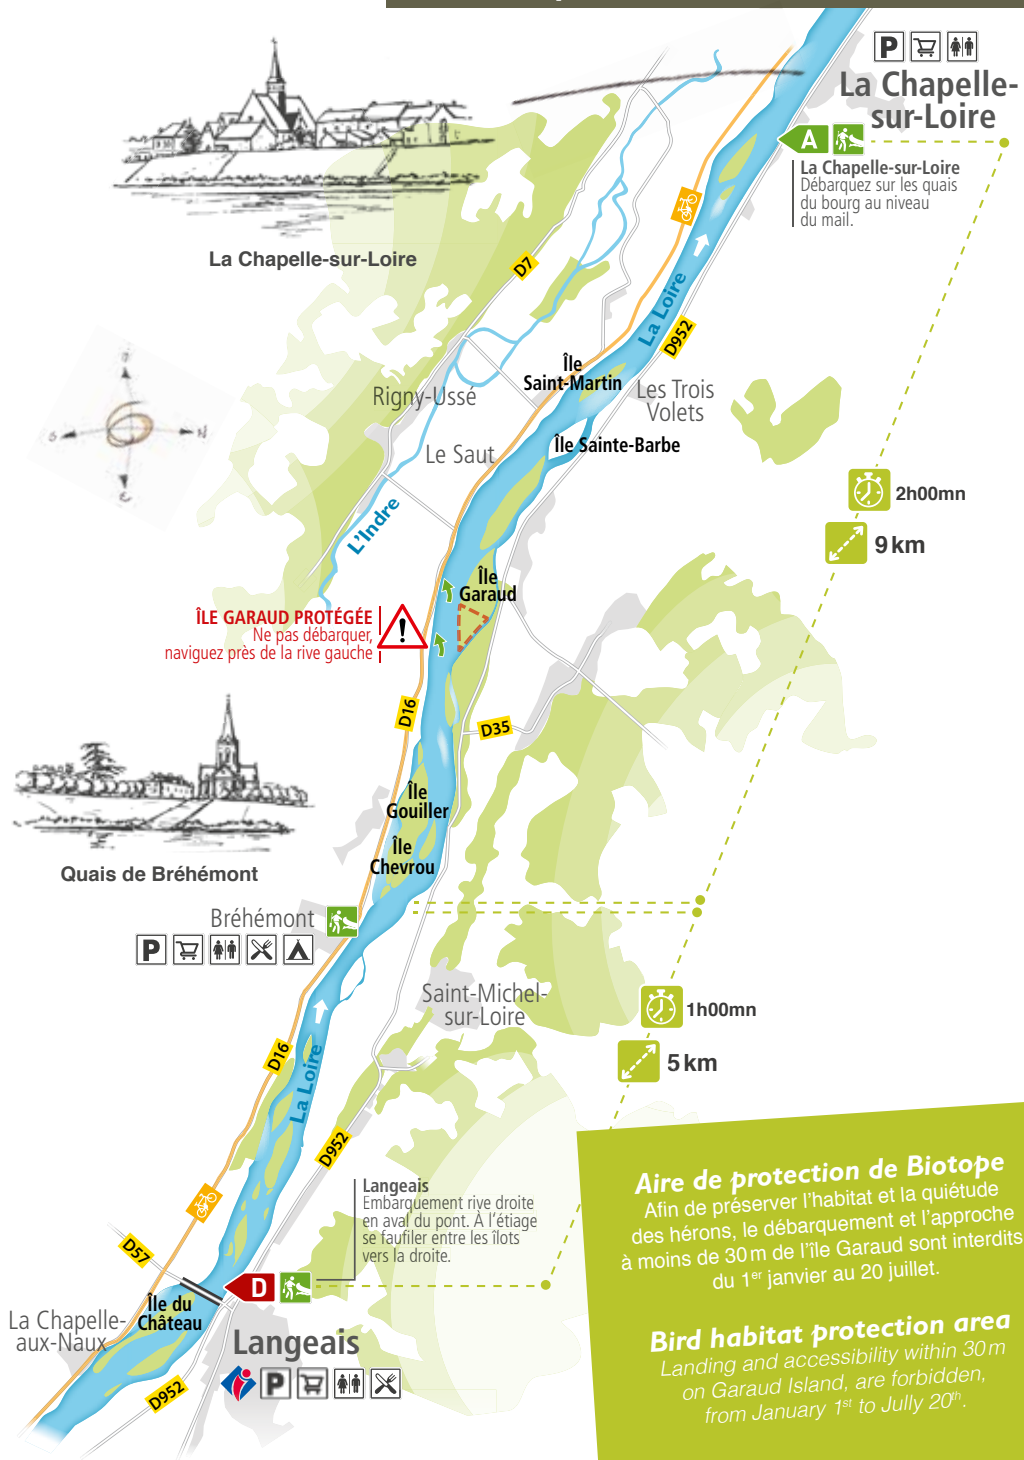 P
La Chapelle-
sur-Loire
A
La Chapelle-sur-Loire
Débarquez sur les quais
du bourg au niveau
du mail.
La Chapelle-sur-Loire
D7
La Loire
D952
Île
Saint-Martin
Les Trois
Volets
Rigny-Ussé
Île Sainte-Barbe
Le Saut
S
N
E
L'Indre
2h00mn
9 km
Île
Garaud
ÎLE GARAUD PROTÉGÉE
Ne pas débarquer,
naviguez près de la rive gauche
!
D16
D35
Île
Gouiller
Île
Chevrou
Quais de Bréhémont
Bréhémont
P
Saint-Michel-
sur-Loire
1h00mn
5 km
D16
La Loire
D952
Langeais
Embarquement rive droite
en aval du pont. À l'étiage
se faufiler entre les îlots
vers la droite.
D57
D
Île du
Château
La Chapelle-
aux-Naux
Langeais
P
D952
Aire de protection de Biotope
Afin de préserver l'habitat et la quiétude
des hérons, le débarquement et l'approche
à moins de 30 m de l'île Garaud sont interdits
du 1er janvier au 20 juillet.
Bird habitat protection area
Landing and accessibility within 30 m
on Garaud Island, are forbidden,
from January 1st to Jully 20th.